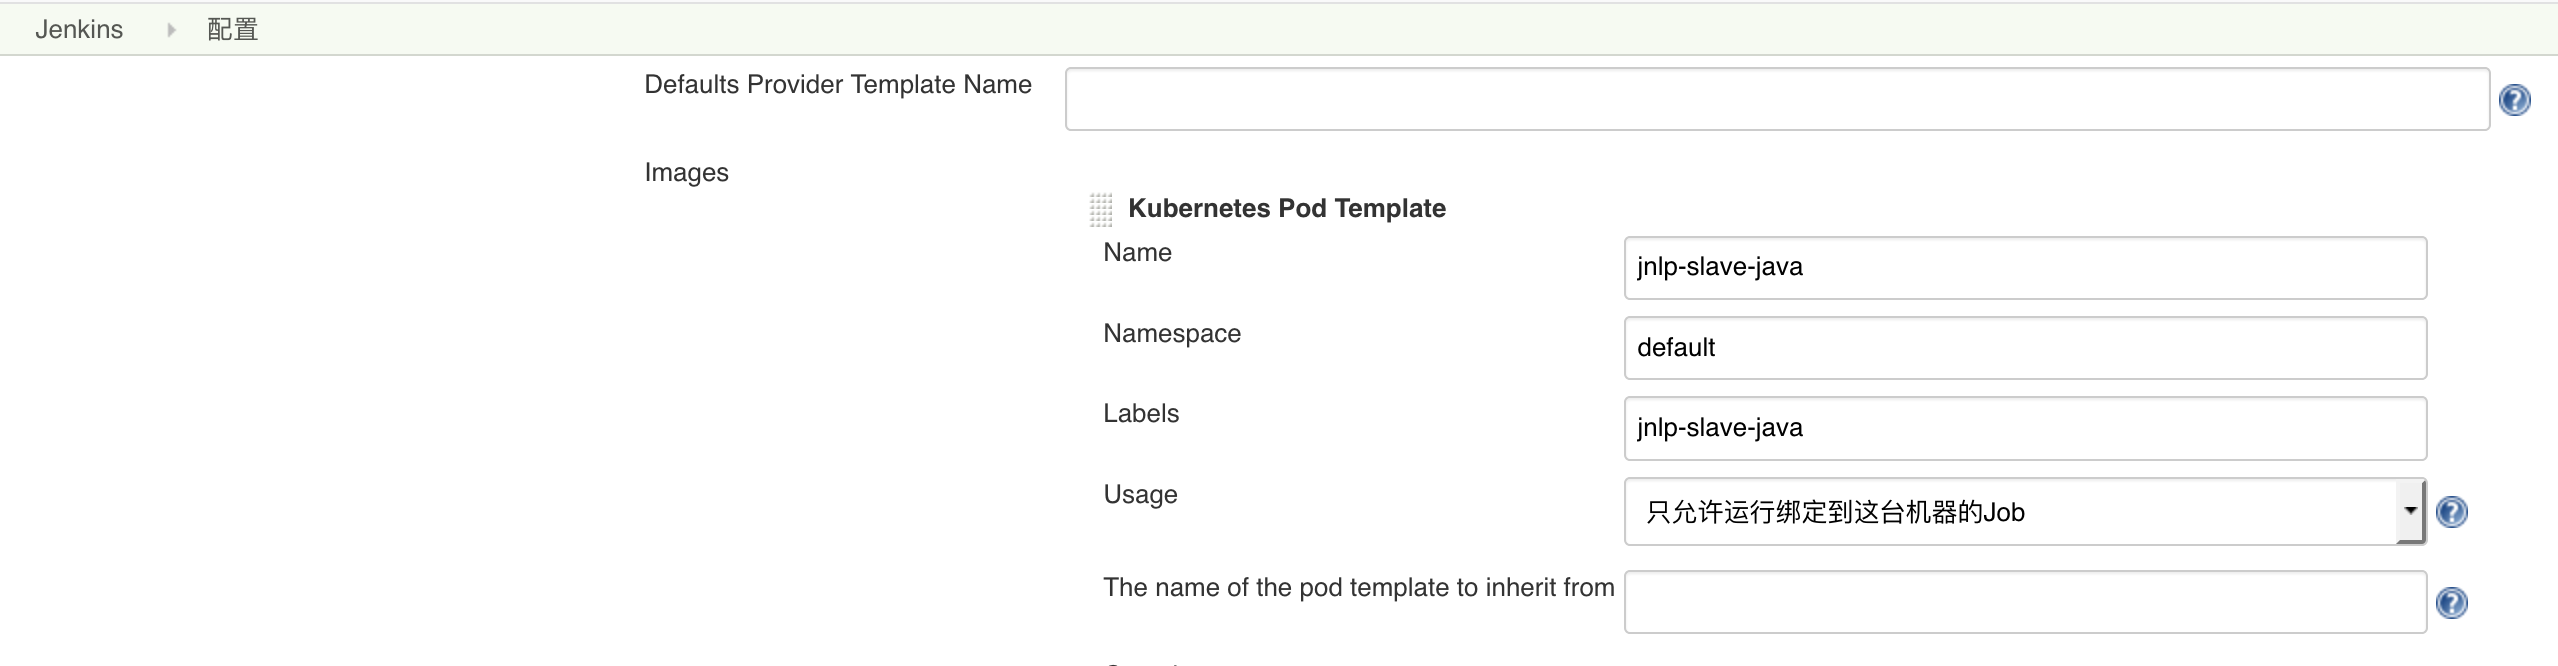 Jenkins 配置
Defaults Provider Template Name
Images
Kubernetes Pod Template
Name jnlp-slave-java
Namespace default
Labels jnlp-slave-java
Usage 只允许运行绑定到这台机器的Job
The name of the pod template to inherit from